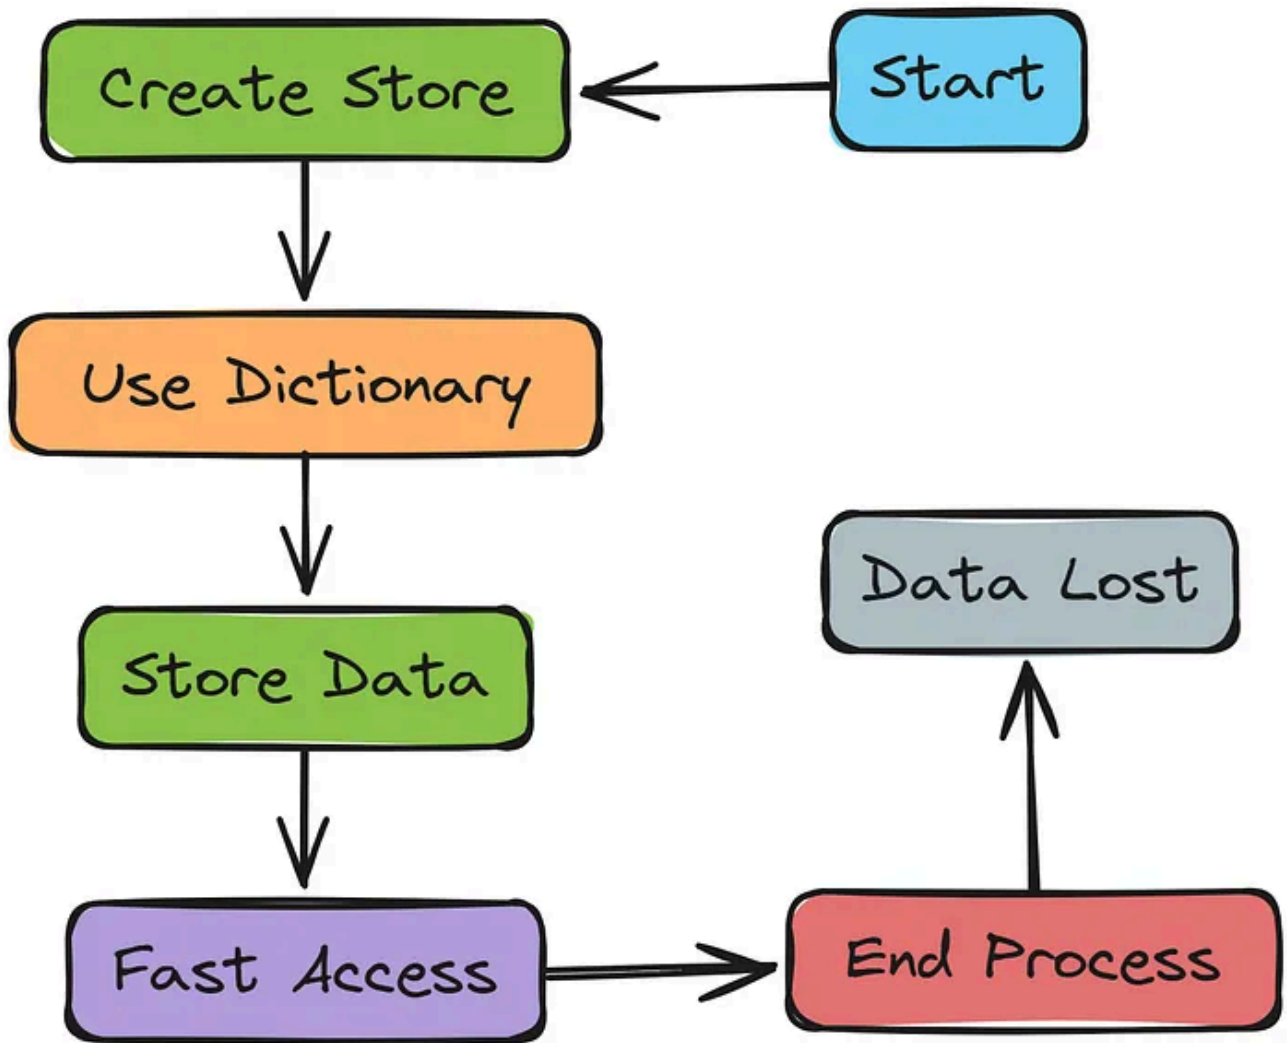 Create Store
Start
Use Dictionary
Data Lost
Store Data
Fast Access
End Process